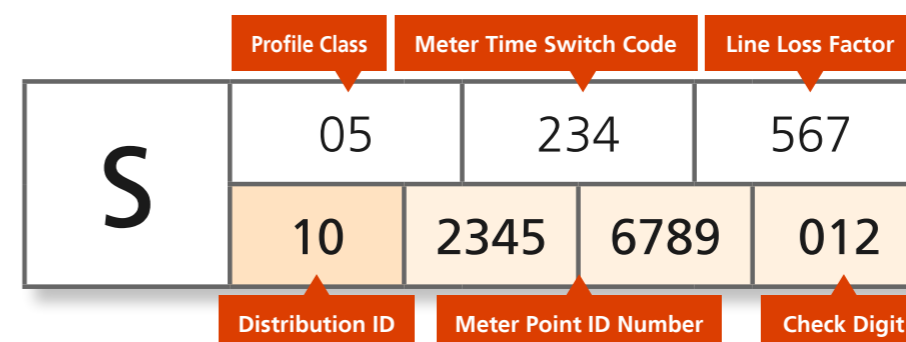 Profile Class Meter Time Switch Code Line Loss Factor
S
05 234 567
10 2345 6789 012
Distribution ID Meter Point ID Number Check Digit